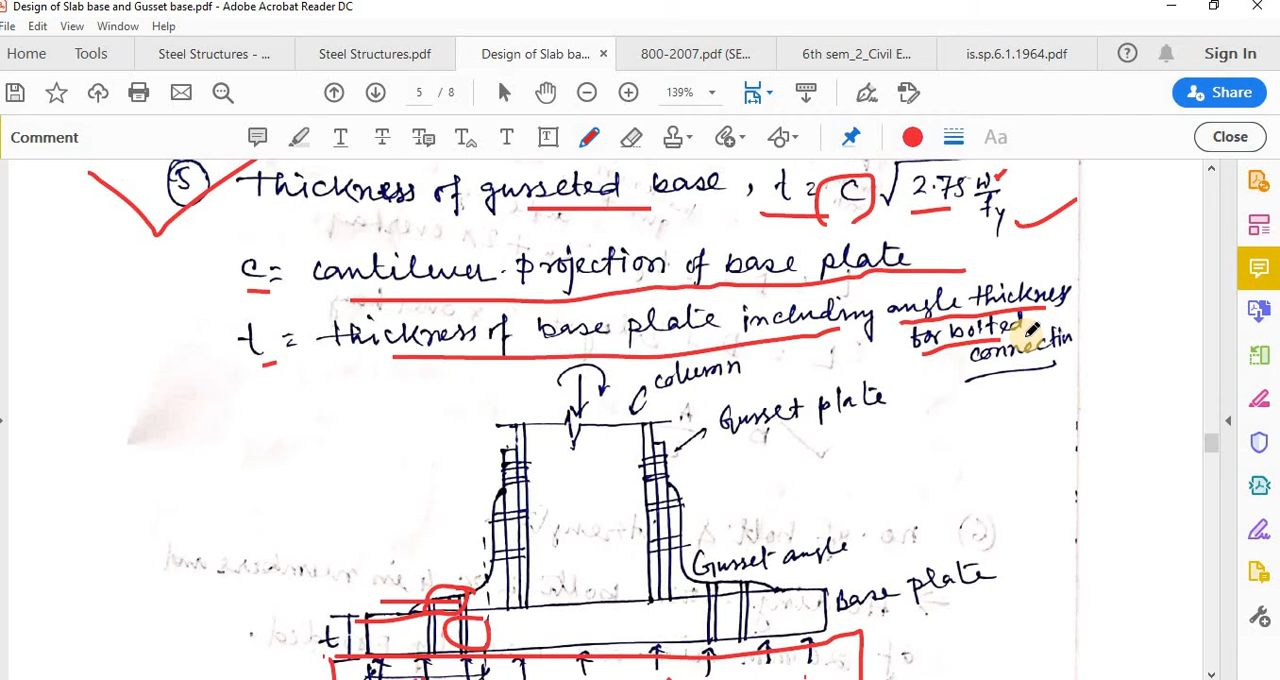 Design of Slab base and Gusset base.pdf - Adobe Acrobat Reader DC
File Edit View Window Help
Home Tools Steel Structures - ... Steel Structures.pdf Design of Slab ba... × 800-2007.pdf (SE... 6th sem_2_Civil E... is.sp.6.1.1964.pdf Sign In
5 / 8 139% Share
Comment Aa Close
5 Thickness of gusseted base, t = C √ 2.75 w/fy
c = cantilever projection of base plate
t = thickness of base plate including angle thickness
for bolted
connectin
column
Gusset plate
Gusset angle
Base plate
t